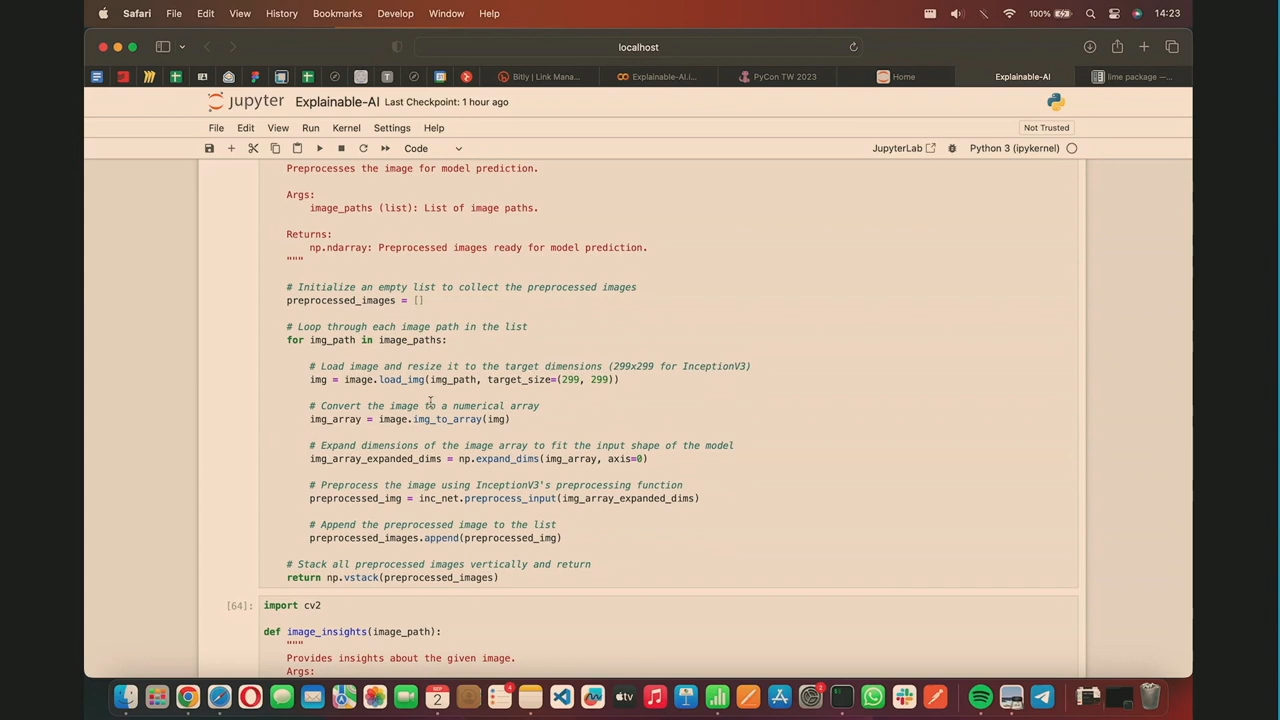 Safari File Edit View History Bookmarks Develop Window Help 100% 14:23
localhost
Bitly | Link Mana... Explainable-AI.i... PyCon TW 2023 Home Explainable-AI lime package —...
jupyter Explainable-AI Last Checkpoint: 1 hour ago
File Edit View Run Kernel Settings Help Not Trusted
Code JupyterLab Python 3 (ipykernel)
Preprocesses the image for model prediction.
Args:
image_paths (list): List of image paths.
Returns:
np.ndarray: Preprocessed images ready for model prediction.
"""
# Initialize an empty list to collect the preprocessed images
preprocessed_images = []
# Loop through each image path in the list
for img_path in image_paths:
# Load image and resize it to the target dimensions (299x299 for InceptionV3)
img = image.load_img(img_path, target_size=(299, 299))
# Convert the image to a numerical array
img_array = image.img_to_array(img)
# Expand dimensions of the image array to fit the input shape of the model
img_array_expanded_dims = np.expand_dims(img_array, axis=0)
# Preprocess the image using InceptionV3's preprocessing function
preprocessed_img = inc_net.preprocess_input(img_array_expanded_dims)
# Append the preprocessed image to the list
preprocessed_images.append(preprocessed_img)
# Stack all preprocessed images vertically and return
return np.vstack(preprocessed_images)
[64]: import cv2
def image_insights(image_path):
"""
Provides insights about the given image.
Args:
SEP
2
4
2
tv